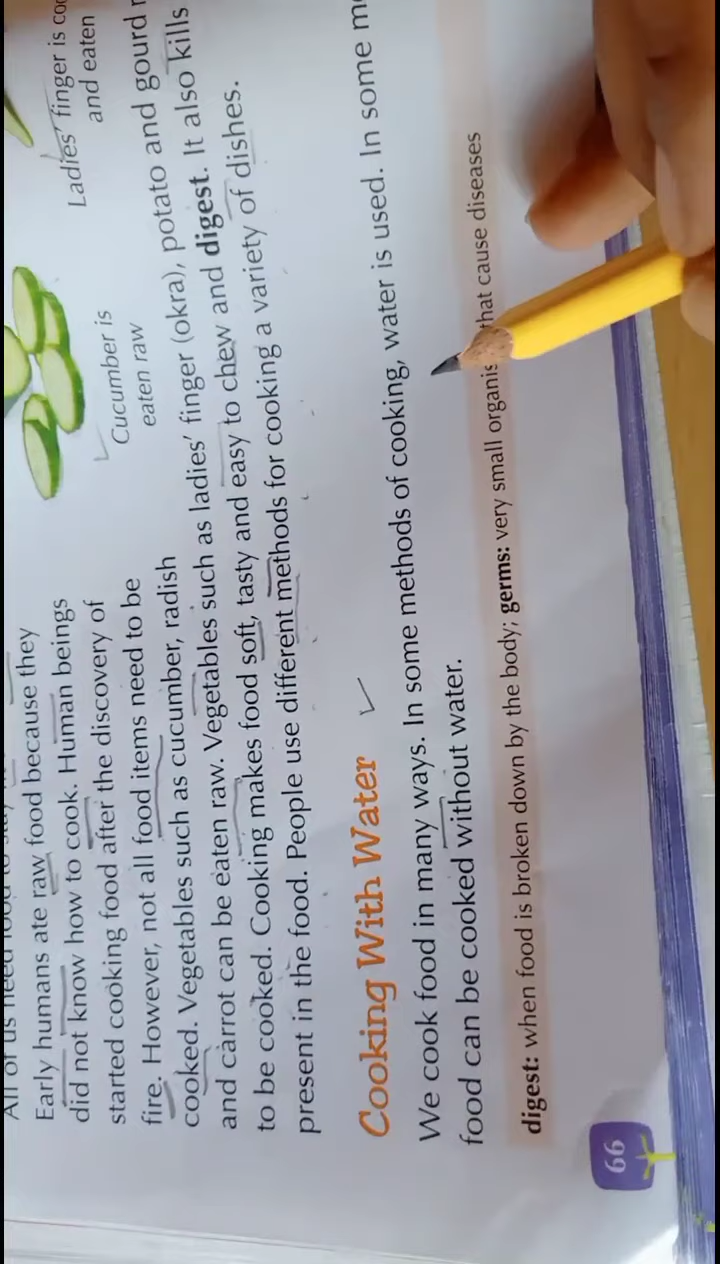 All of us need food to
Early humans ate raw food because they
did not know how to cook. Human beings
started cooking food after the discovery of
fire. However, not all food items need to be
cooked. Vegetables such as cucumber, radish
and carrot can be eaten raw. Vegetables such as ladies' finger (okra), potato and gourd
to be cooked. Cooking makes food soft, tasty and easy to chew and digest. It also kills
present in the food. People use different methods for cooking a variety of dishes.
Cucumber is
eaten raw
Ladies' finger is
and eaten
Cooking With Water
We cook food in many ways. In some methods of cooking, water is used. In some
food can be cooked without water.
digest: when food is broken down by the body; germs: very small that cause diseases
66